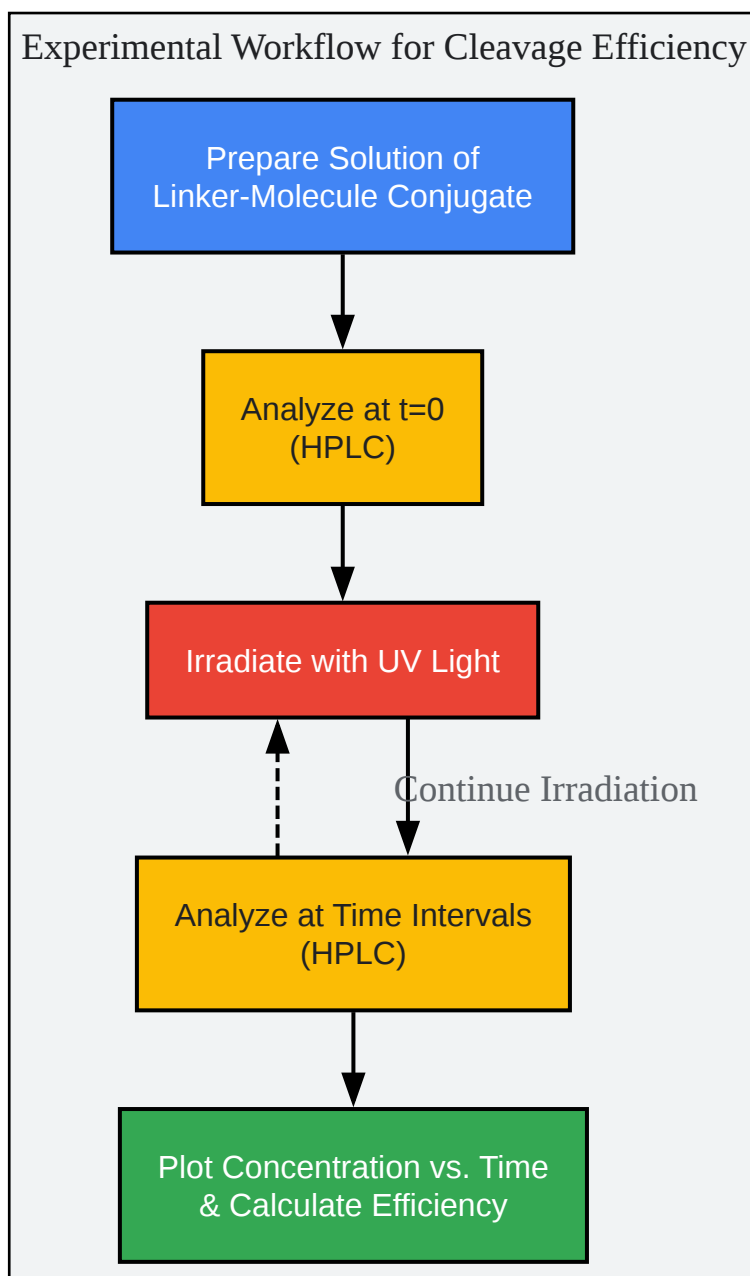 Experimental Workflow for Cleavage Efficiency
Prepare Solution of
Linker-Molecule Conjugate
Analyze at t=0
(HPLC)
Irradiate with UV Light
Continue Irradiation
Analyze at Time Intervals
(HPLC)
Plot Concentration vs. Time
& Calculate Efficiency